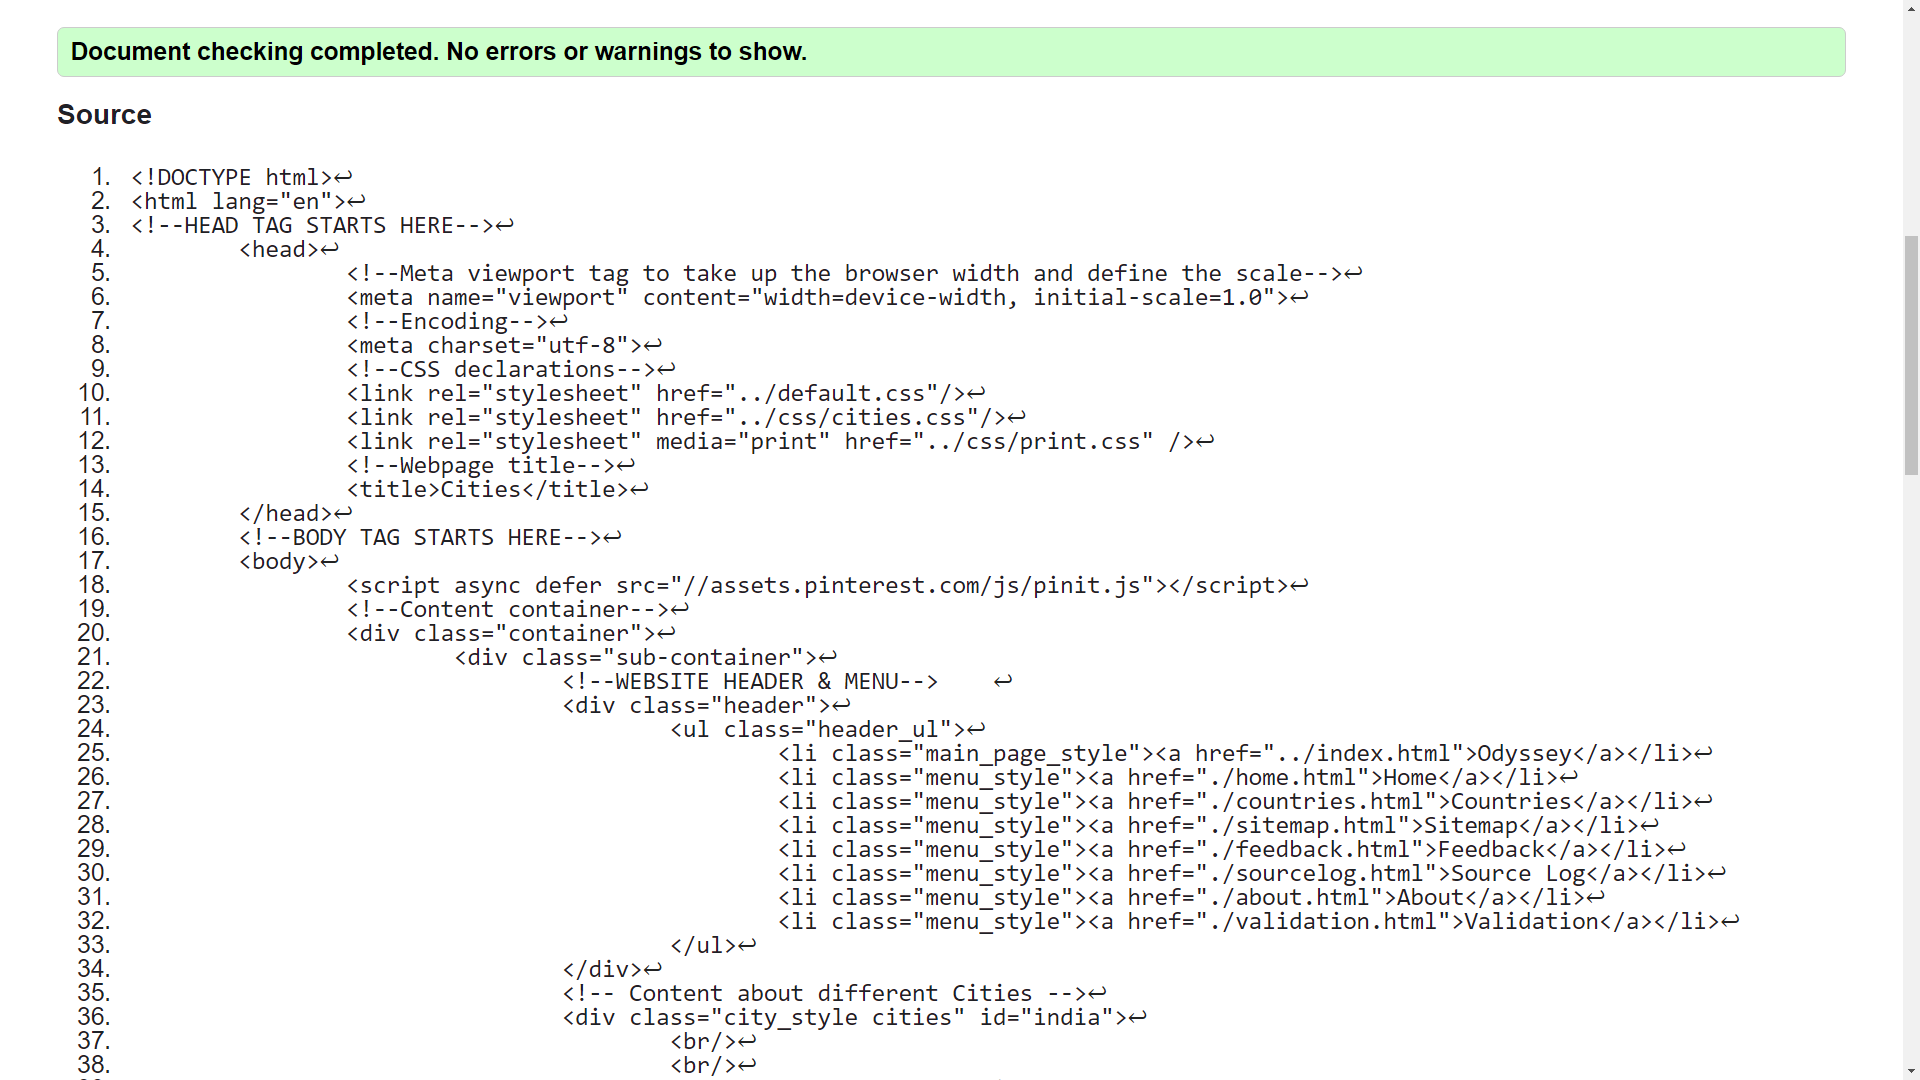 Document checking completed. No errors or warnings to show.
Source
1. <!DOCTYPE html>↩
2. <html lang="en">↩
3. <!--HEAD TAG STARTS HERE-->↩
4. <head>↩
5. <!--Meta viewport tag to take up the browser width and define the scale-->↩
6. <meta name="viewport" content="width=device-width, initial-scale=1.0">↩
7. <!--Encoding-->↩
8. <meta charset="utf-8">↩
9. <!--CSS declarations-->↩
10. <link rel="stylesheet" href="../default.css"/>↩
11. <link rel="stylesheet" href="../css/cities.css"/>↩
12. <link rel="stylesheet" media="print" href="../css/print.css" />↩
13. <!--Webpage title-->↩
14. <title>Cities</title>↩
15. </head>↩
16. <!--BODY TAG STARTS HERE-->↩
17. <body>↩
18. <script async defer src="//assets.pinterest.com/js/pinit.js"></script>↩
19. <!--Content container-->↩
20. <div class="container">↩
21. <div class="sub-container">↩
22. <!--WEBSITE HEADER & MENU--> ↩
23. <div class="header">↩
24. <ul class="header_ul">↩
25. <li class="main_page_style"><a href="../index.html">Odyssey</a></li>↩
26. <li class="menu_style"><a href="./home.html">Home</a></li>↩
27. <li class="menu_style"><a href="./countries.html">Countries</a></li>↩
28. <li class="menu_style"><a href="./sitemap.html">Sitemap</a></li>↩
29. <li class="menu_style"><a href="./feedback.html">Feedback</a></li>↩
30. <li class="menu_style"><a href="./sourcelog.html">Source Log</a></li>↩
31. <li class="menu_style"><a href="./about.html">About</a></li>↩
32. <li class="menu_style"><a href="./validation.html">Validation</a></li>↩
33. </ul>↩
34. </div>↩
35. <!-- Content about different Cities -->↩
36. <div class="city_style cities" id="india">↩
37. <br/>↩
38. <br/>↩